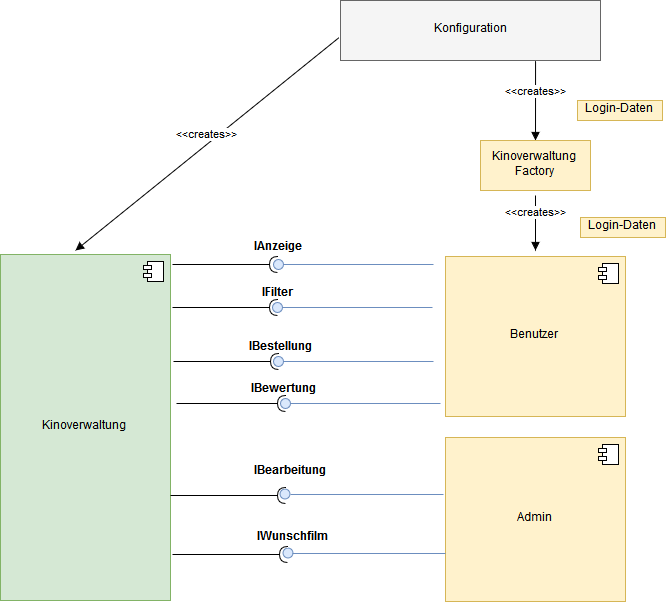 Konfiguration
<<creates>>
Login-Daten
<<creates>>
Kinoverwaltung
Factory
<<creates>>
Login-Daten
IAnzeige
IFilter
Benutzer
IBestellung
IBewertung
Kinoverwaltung
IBearbeitung
Admin
IWunschfilm